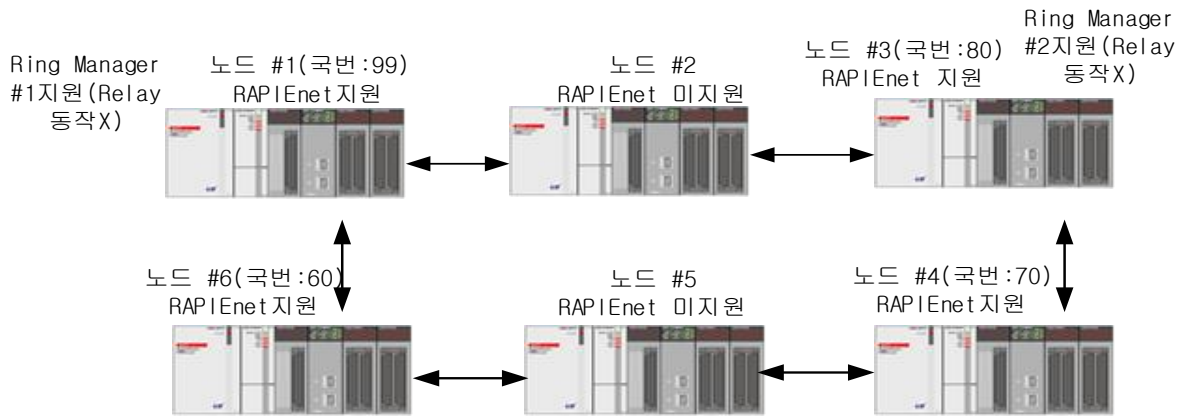 Ring Manager
#1지원(Relay
동작X)
노드 #1(국번:99)
RAPIEnet지원
노드 #2
RAPIEnet 미지원
노드 #3(국번:80)
RAPIEnet 지원
Ring Manager
#2지원(Relay
동작X)
노드 #6(국번:60)
RAPIEnet지원
노드 #5
RAPIEnet 미지원
노드 #4(국번:70)
RAPIEnet지원